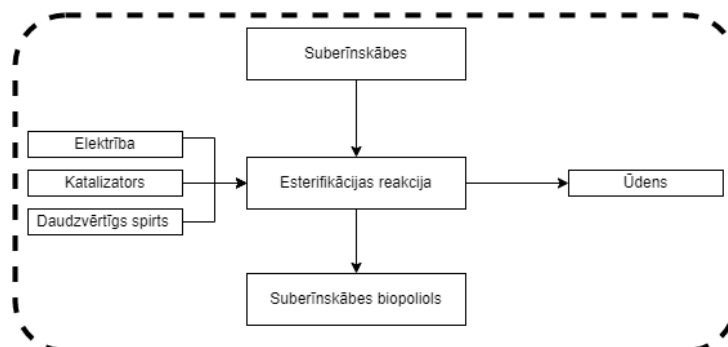 Suberīnskābes
Elektrība
Katalizators
Daudzvērtīgs spirts
Esterifikācijas reakcija
Ūdens
Suberīnskābes biopoliols